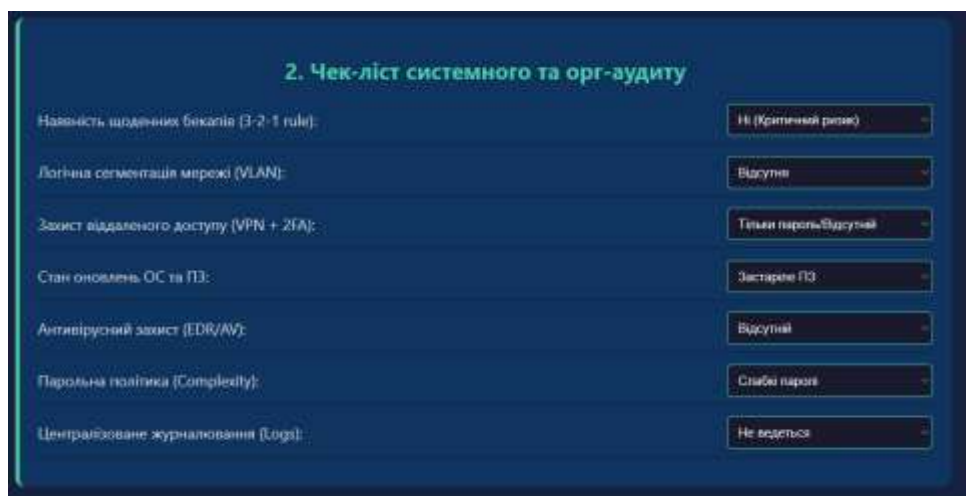 2. Чек-ліст системного та орг-аудиту
Наявність щоденних бекапів (3-2-1 rule):
Ні (Критичний ризик)
Логічна сегментація мережі (VLAN):
Відсутня
Захист віддаленого доступу (VPN + 2FA):
Тільки пароль/Відсутній
Стан оновлень ОС та ПЗ:
Застаріле ПЗ
Антивірусний захист (EDR/AV):
Відсутній
Парольна політика (Complexity):
Слабкі паролі
Централізоване журналювання (Logs):
Не ведеться